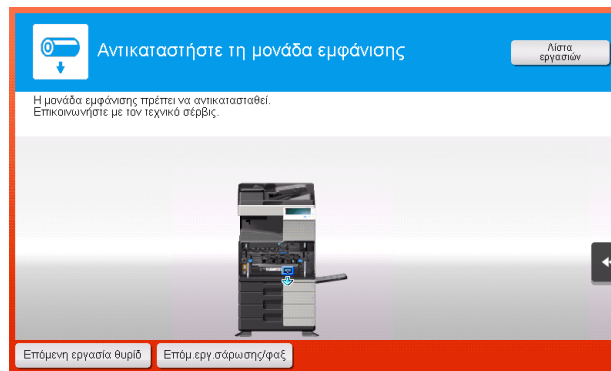 Αντικαταστήστε τη μονάδα εμφάνισης
Λίστα
εργασιών
Η μονάδα εμφάνισης πρέπει να αντικατασταθεί.
Επικοινωνήστε με τον τεχνικό σέρβις.
Επόμενη εργασία θυρίδ
Επόμ.εργ.σάρωσης/φαξ